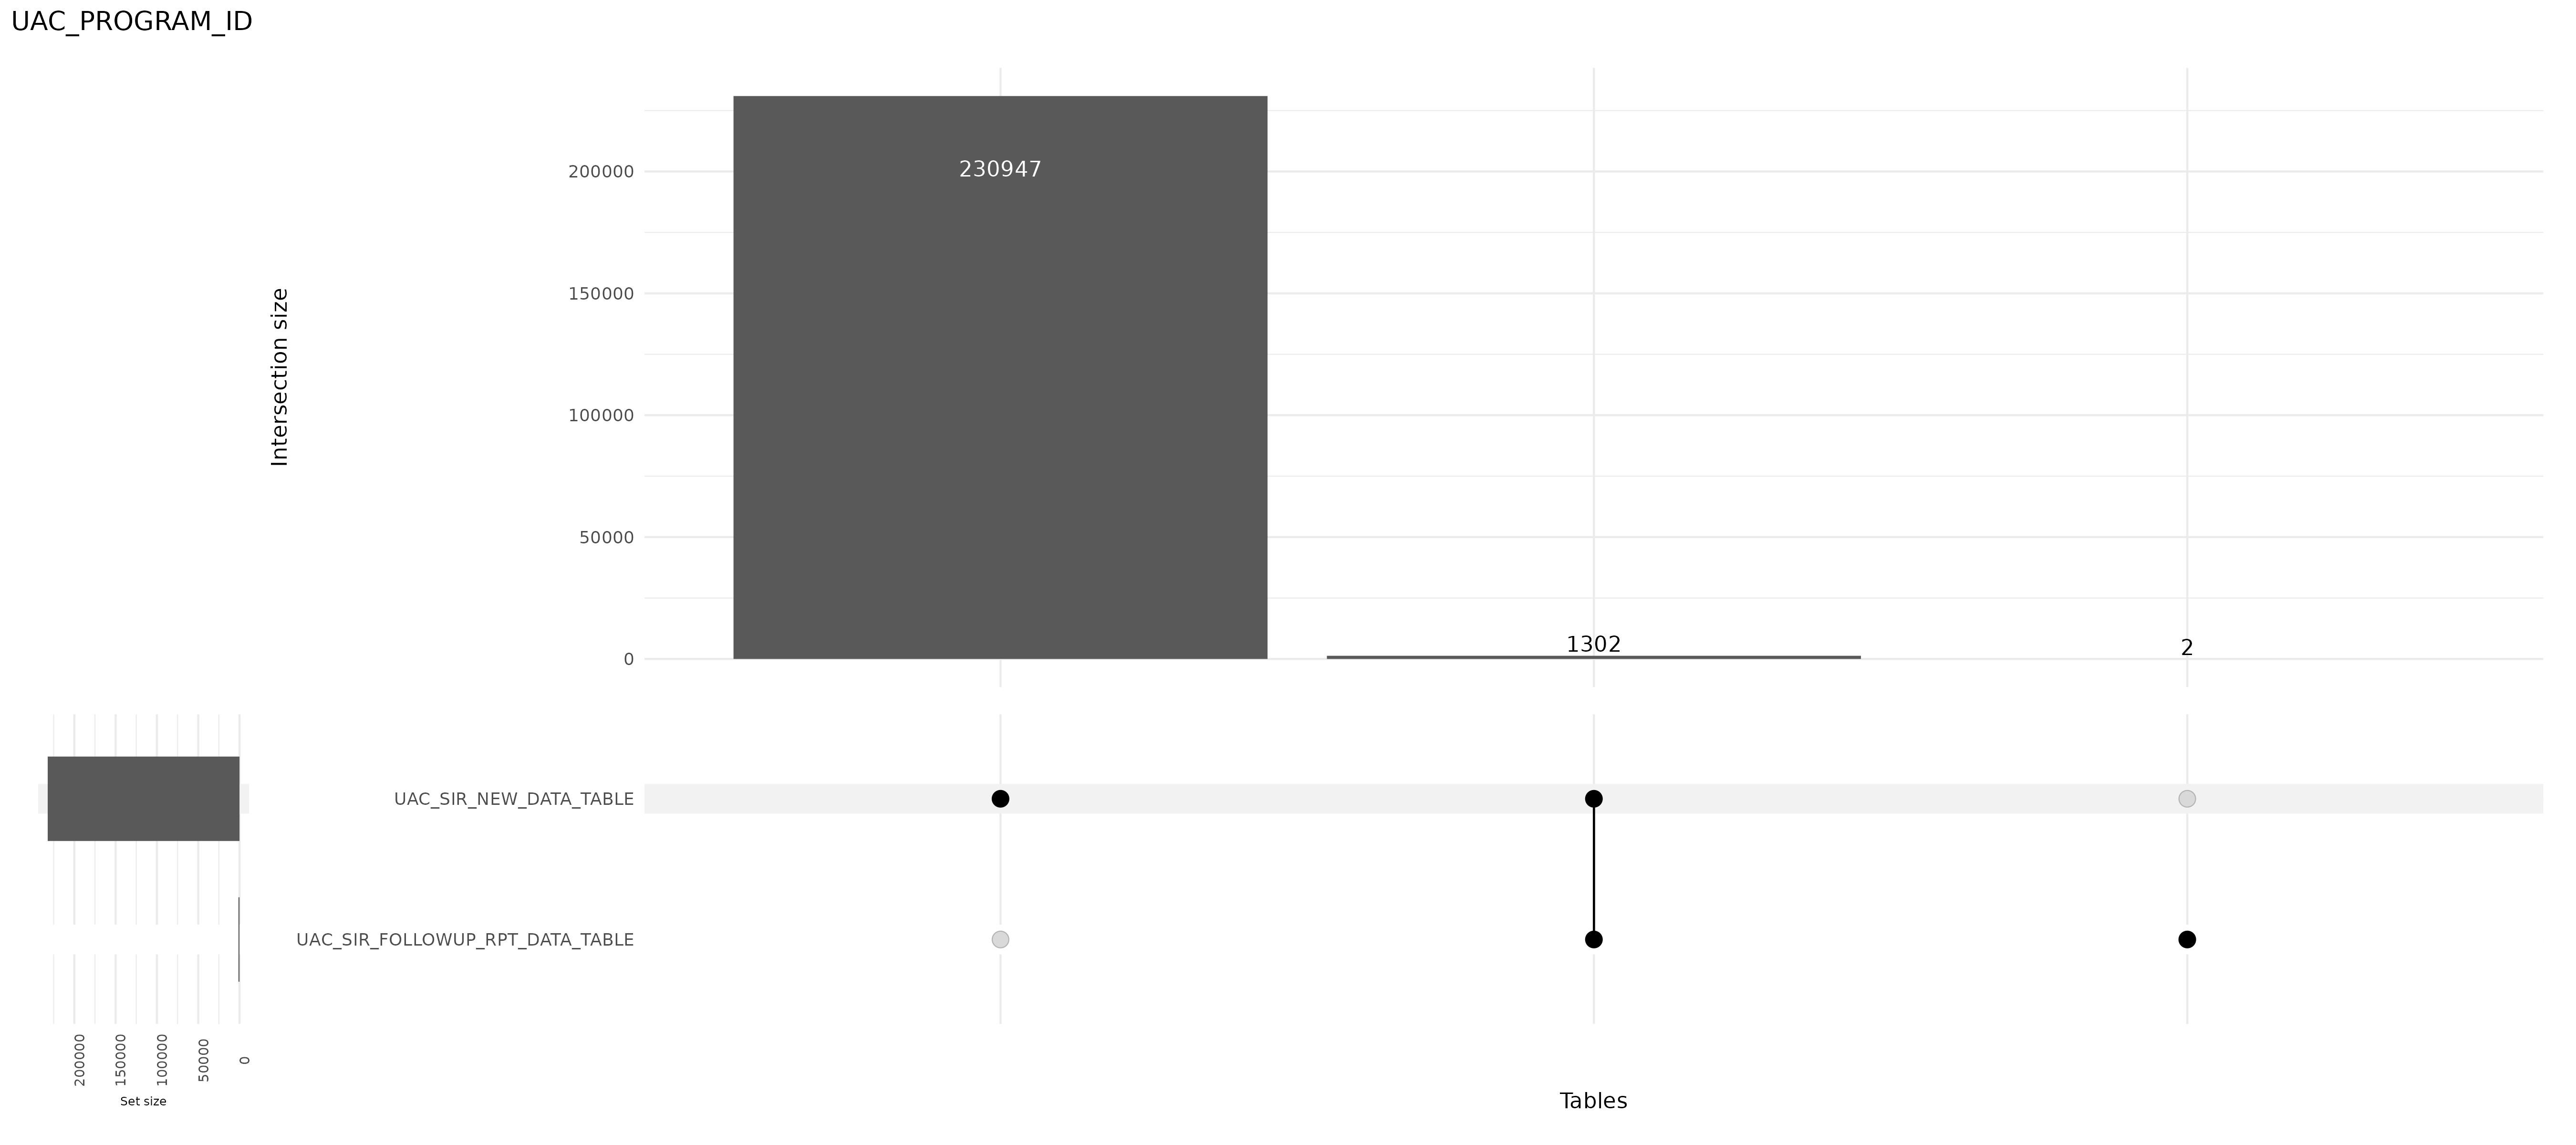 UAC_PROGRAM_ID
Intersection size
200000
150000
100000
50000
0
230947
1302
2
UAC_SIR_NEW_DATA_TABLE
UAC_SIR_FOLLOWUP_RPT_DATA_TABLE
200000
150000
100000
50000
0
Set size
Tables